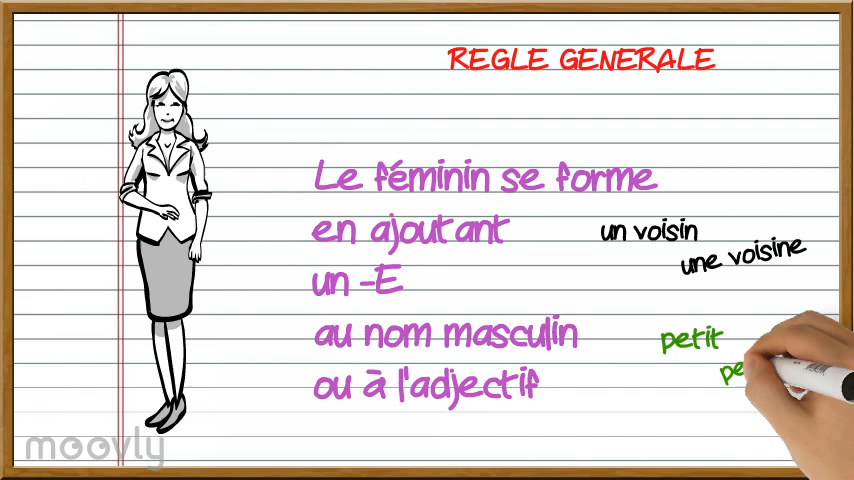 REGLE GENERALE
Le féminin se forme
en ajoutant
un -E
au nom masculin
ou à l'adjectif
un voisin
une voisine
petit
pe
moovly